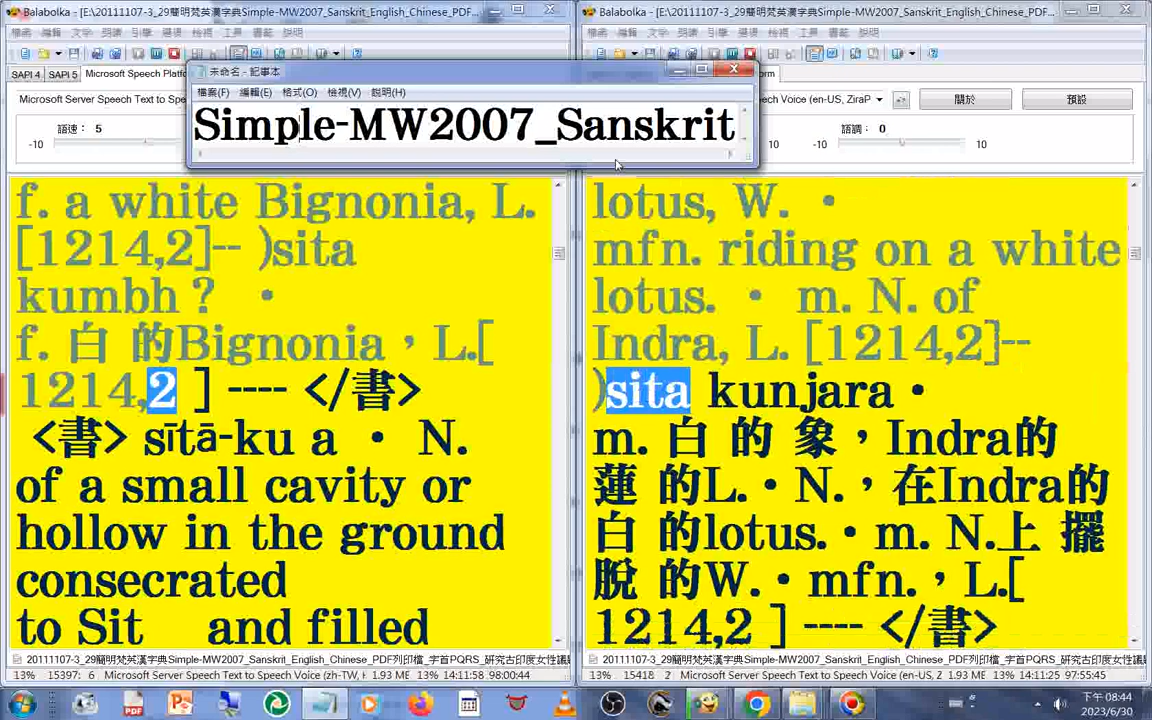 Balabolka - [E:\20111107-3_29簡明梵英漢字典Simple-MW2007_Sanskrit_English_Chinese_PDF...
Balabolka - [E:\20111107-3_29簡明梵英漢字典Simple-MW2007_Sanskrit_English_Chinese_PDF...
SAPI 4 SAPI 5 Microsoft Speech Platf
Microsoft Server Speech Text to Spee
語速： 5
-10
未命名 - 記事本
檔案(F) 編輯(E) 格式(O) 檢視(V) 說明(H)
Simple-MW2007_Sanskrit
Speech Voice (en-US, ZiraP
關於
預設
語調： 0
10
-10
10
f. a white Bignonia, L.
[1214,2]-- )sita
kumbh ? •
f. 白 的Bignonia，L.[
1214,2 ] ---- </書>
<書> sītā-ku a • N.
of a small cavity or
hollow in the ground
consecrated
to Sit and filled
lotus, W. •
mfn. riding on a white
lotus. • m. N. of
Indra, L. [1214,2]--
)sita kunjara •
m. 白 的 象，Indra的
蓮 的L.• N.，在Indra的
白 的lotus.• m. N.上 擺
脫 的W. • mfn.，L.[
1214,2 ] ---- </書>
20111107-3_29簡明梵英漢字典Simple-MW2007_Sanskrit_English_Chinese_PDF列印檔_字首PQRS_研究古印度女性議
20111107-3_29簡明梵英漢字典Simple-MW2007_Sanskrit_English_Chinese_PDF列印檔_字首PQRS_研究古印度女性議
13% 15397: 6 Microsoft Server Speech Text to Speech Voice (zh-TW, H 1.93 ME 14:11:58 98:00:44
13% 15418 2 Microsoft Server Speech Text to Speech Voice (en-US, Z 1.93 ME 14:11:25 97:55:45
下午 08:44
2023/6/30